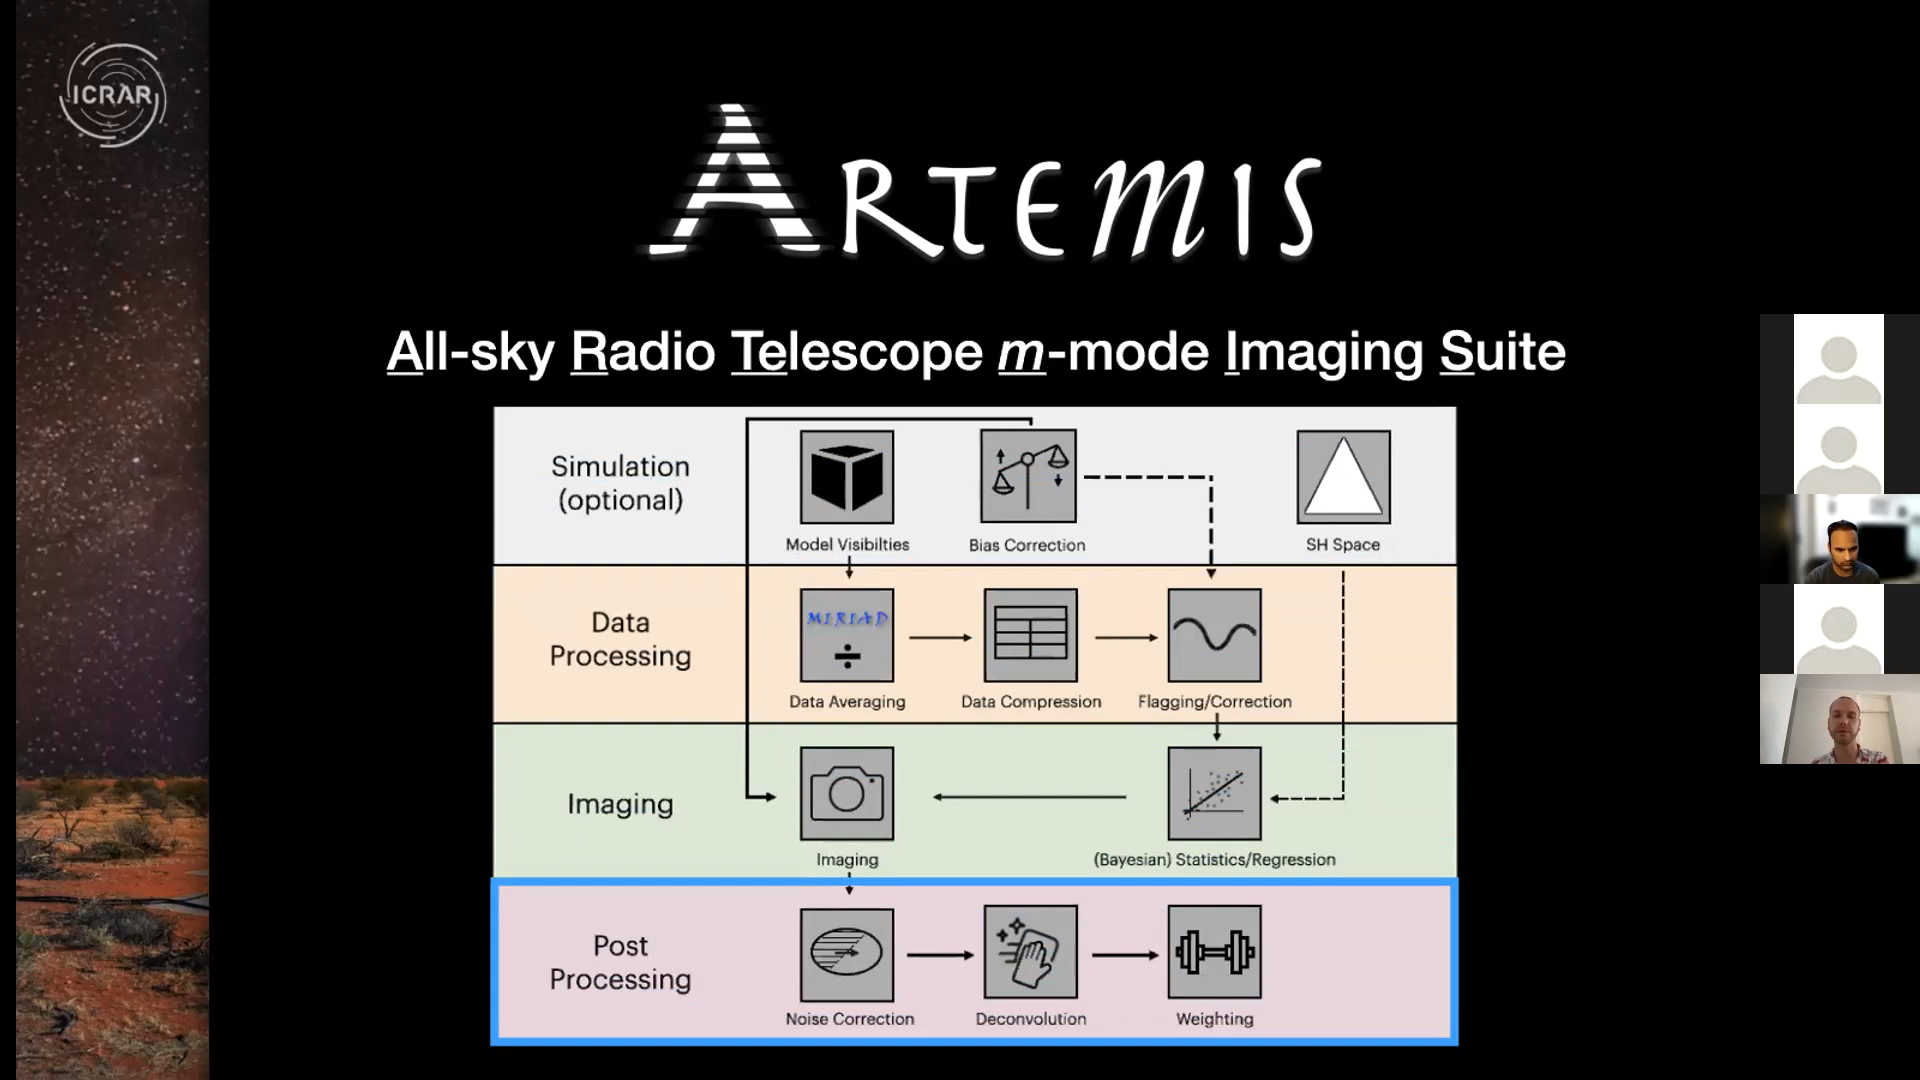 ICRAR
ARTEMIS
All-sky Radio Telescope m-mode Imaging Suite
Simulation
(optional)
Model Visibilties
Bias Correction
SH Space
Data
Processing
MIRIAD
÷
Data Averaging
Data Compression
Flagging/Correction
Imaging
Imaging
(Bayesian) Statistics/Regression
Post
Processing
Noise Correction
Deconvolution
Weighting